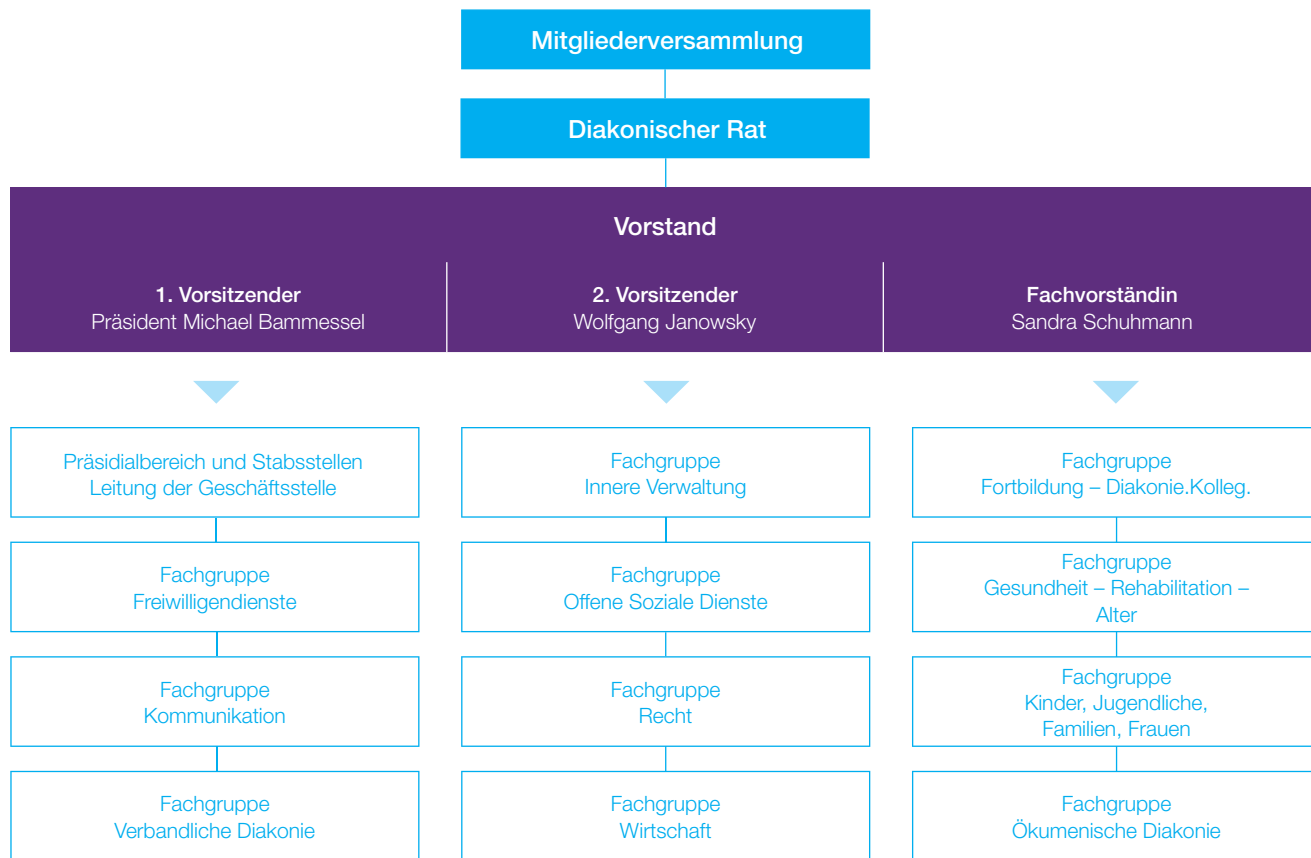 Mitgliederversammlung
Diakonischer Rat
Vorstand
1. Vorsitzender
Präsident Michael Bammessel
2. Vorsitzender
Wolfgang Janowsky
Fachvorständin
Sandra Schuhmann
Präsidialbereich und Stabsstellen
Leitung der Geschäftsstelle
Fachgruppe
Freiwilligendienste
Fachgruppe
Kommunikation
Fachgruppe
Verbandliche Diakonie
Fachgruppe
Innere Verwaltung
Fachgruppe
Offene Soziale Dienste
Fachgruppe
Recht
Fachgruppe
Wirtschaft
Fachgruppe
Fortbildung – Diakonie.Kolleg.
Fachgruppe
Gesundheit – Rehabilitation –
Alter
Fachgruppe
Kinder, Jugendliche,
Familien, Frauen
Fachgruppe
Ökumenische Diakonie